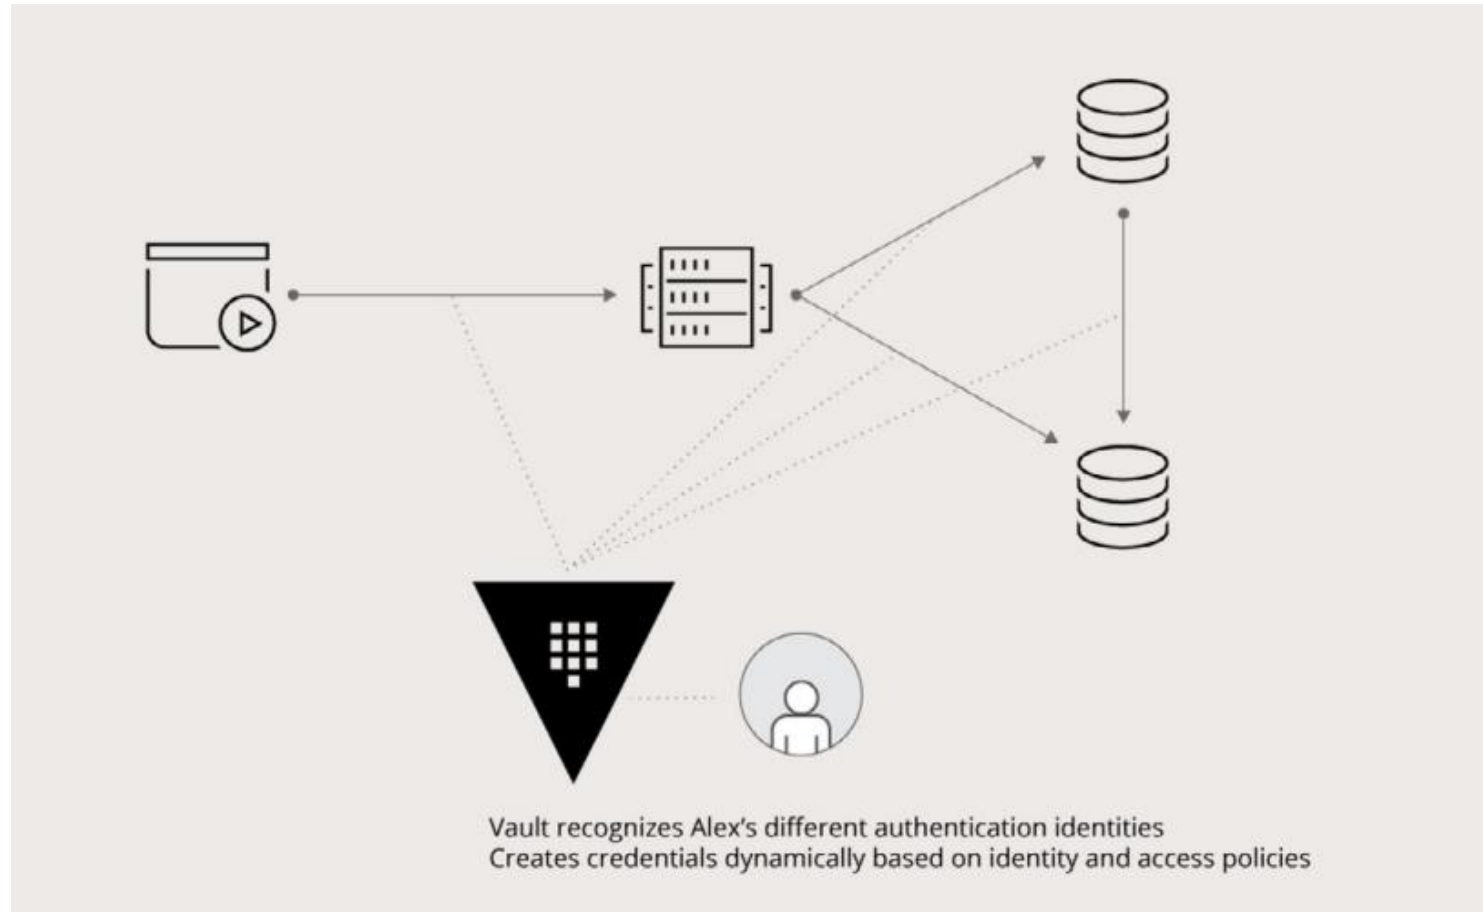 Vault recognizes Alex's different authentication identities
Creates credentials dynamically based on identity and access policies